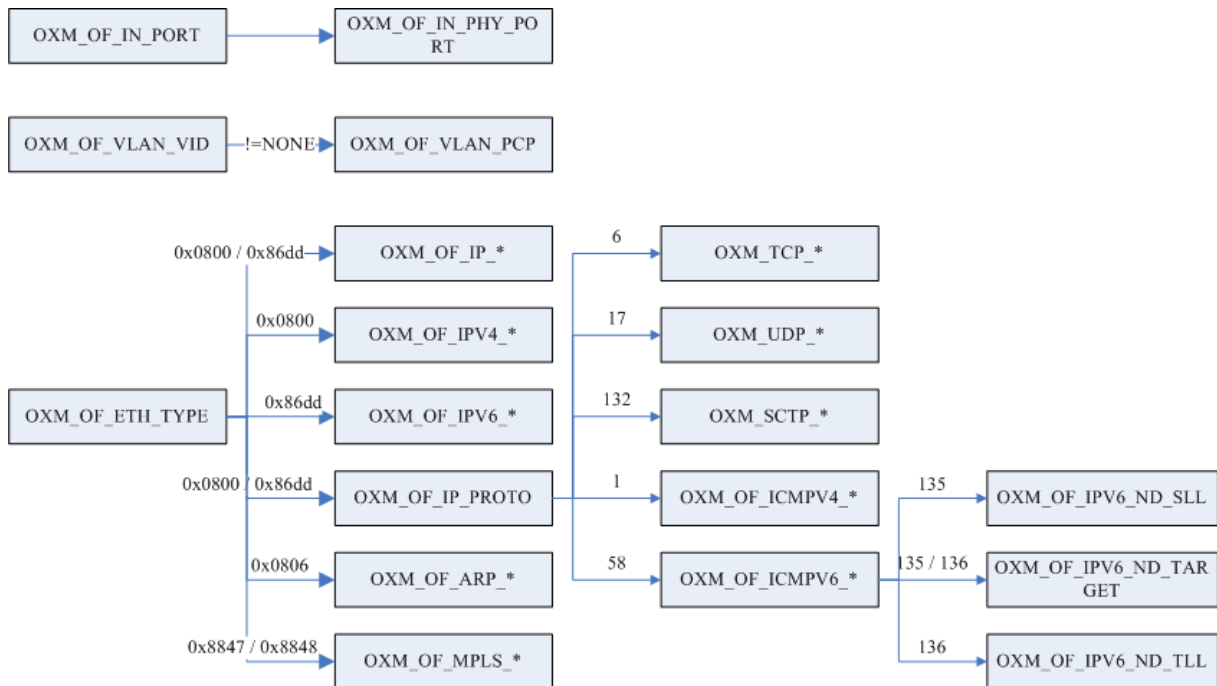 OXM_OF_IN_PORT
OXM_OF_IN_PHY_PO
RT
OXM_OF_VLAN_VID
!=NONE
OXM_OF_VLAN_PCP
0x0800 / 0x86dd
OXM_OF_IP_*
6
OXM_TCP_*
0x0800
OXM_OF_IPV4_*
17
OXM_UDP_*
OXM_OF_ETH_TYPE
0x86dd
OXM_OF_IPV6_*
132
OXM_SCTP_*
0x0800 / 0x86dd
OXM_OF_IP_PROTO
1
OXM_OF_ICMPV4_*
135
OXM_OF_IPV6_ND_SLL
0x0806
OXM_OF_ARP_*
58
OXM_OF_ICMPV6_*
135 / 136
OXM_OF_IPV6_ND_TAR
GET
0x8847 / 0x8848
OXM_OF_MPLS_*
136
OXM_OF_IPV6_ND_TLL